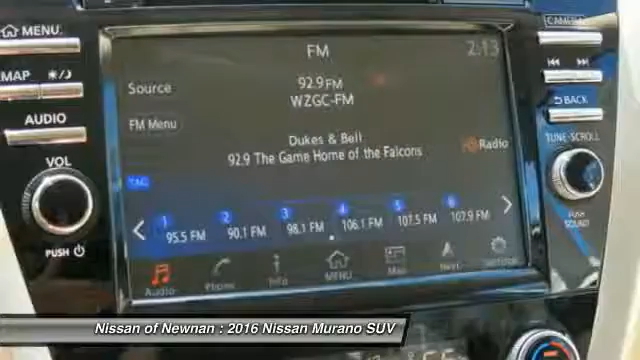 MENU
CAMERA
FM
2:13
MAP
Source
92.9 FM
WZGC-FM
BACK
AUDIO
FM Menu
Dukes & Bell
92.9 The Game Home of the Falcons
HD Radio
TUNE·SCROLL
VOL
TAG
PUSH
SOUND
1 2 3 4 5 6
95.5 FM 90.1 FM 98.1 FM 106.1 FM 107.5 FM 107.9 FM
PUSH
Audio Phone Info MENU Map Navi Settings
Nissan of Newnan : 2016 Nissan Murano SUV